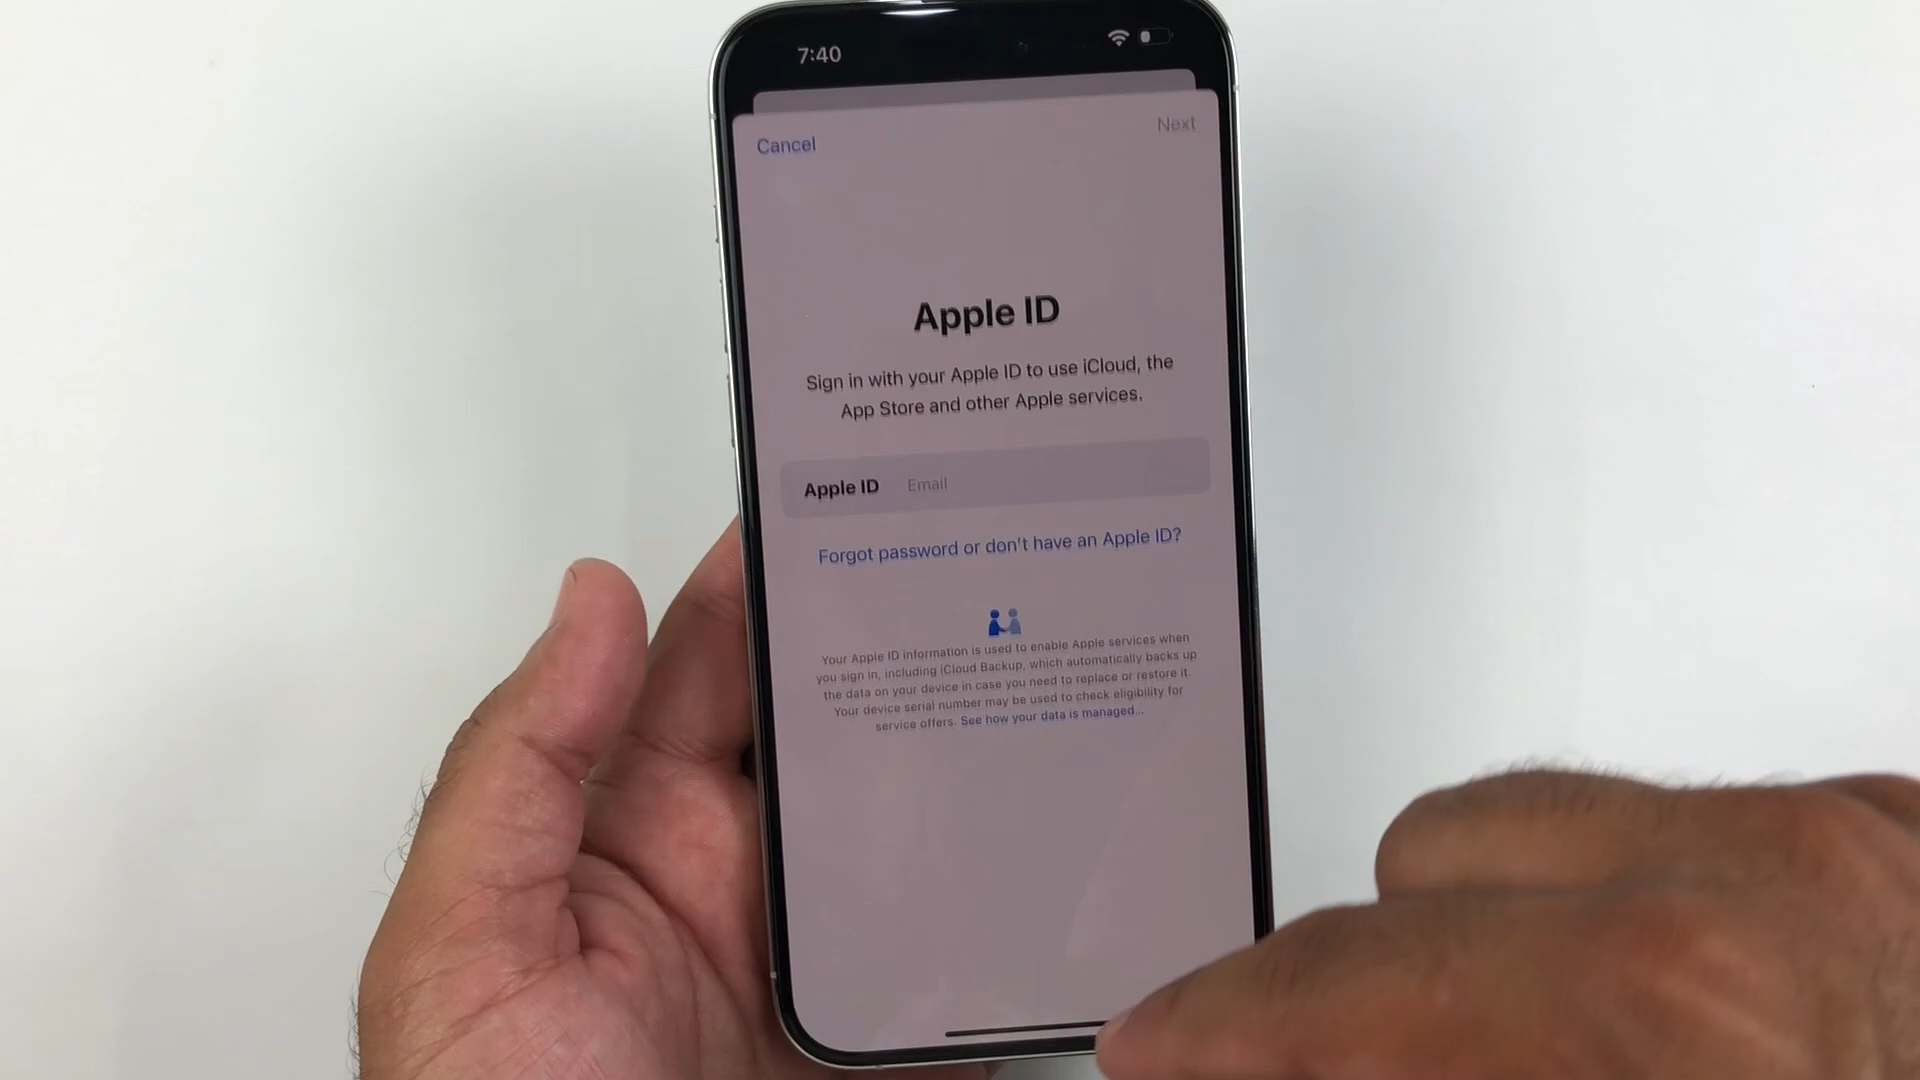 7:40
Cancel
Next
Apple ID
Sign in with your Apple ID to use iCloud, the
App Store and other Apple services.
Apple ID Email
Forgot password or don't have an Apple ID?
Your Apple ID information is used to enable Apple services when
you sign in, including iCloud Backup, which automatically backs up
the data on your device in case you need to replace or restore it.
Your device serial number may be used to check eligibility for
service offers. See how your data is managed...